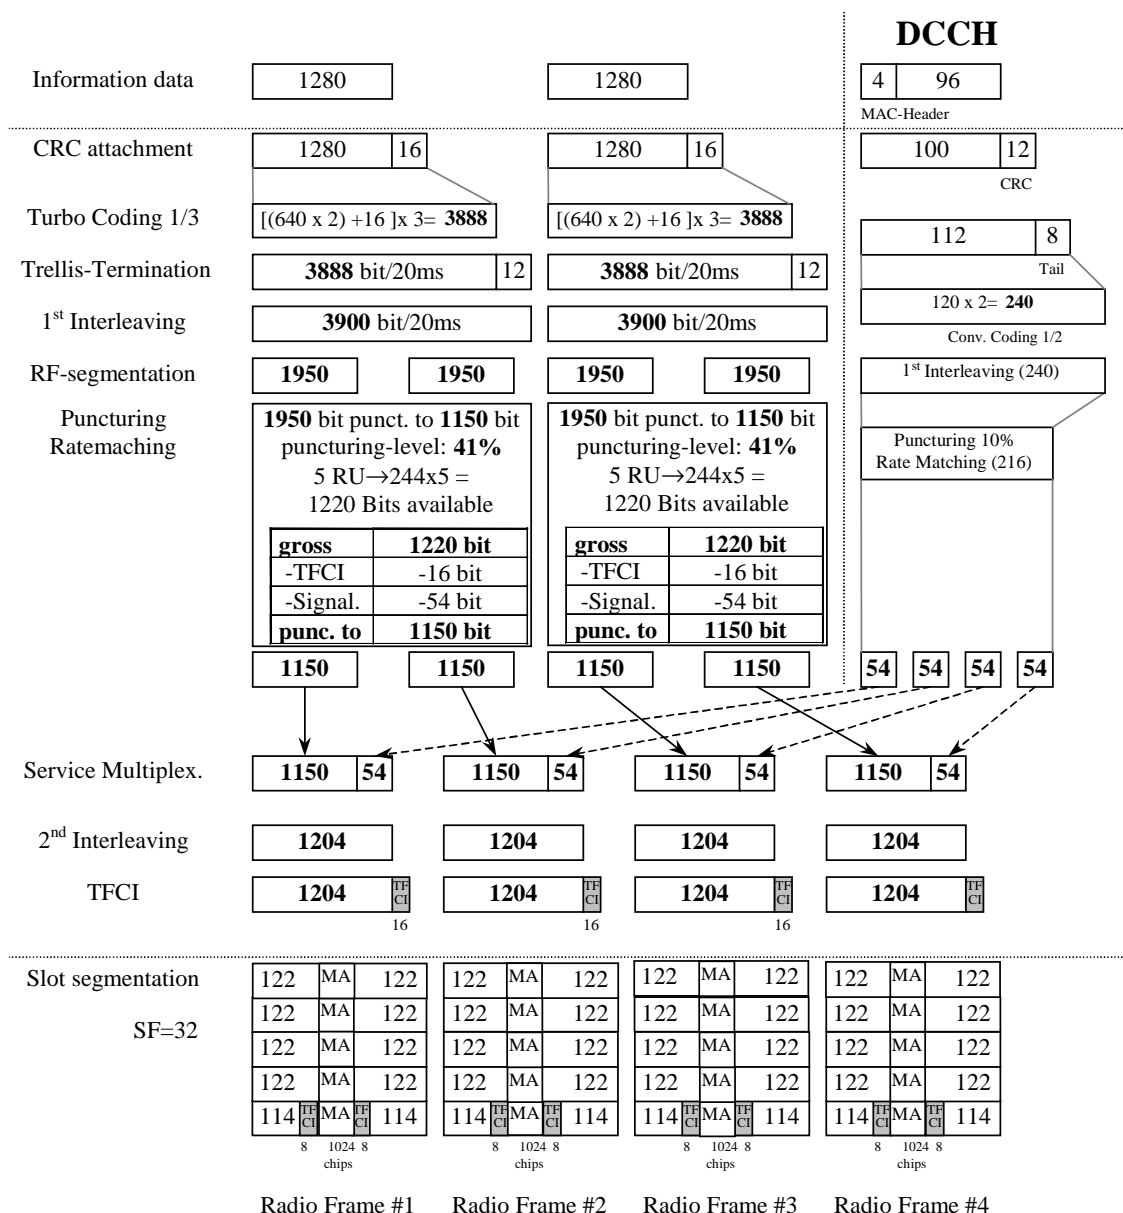 DCCH
Information data 1280 1280 4 96
MAC-Header
CRC attachment 1280 16 1280 16 100 12
CRC
Turbo Coding 1/3 [(640 x 2) +16 ]x 3= 3888 [(640 x 2) +16 ]x 3= 3888
112 8
Tail
Trellis-Termination 3888 bit/20ms 12 3888 bit/20ms 12
120 x 2= 240
Conv. Coding 1/2
1st Interleaving 3900 bit/20ms 3900 bit/20ms
RF-segmentation 1950 1950 1950 1950 1st Interleaving (240)
Puncturing
Ratemaching
1950 bit punct. to 1150 bit
puncturing-level: 41%
5 RU→244x5 =
1220 Bits available
gross 1220 bit
-TFCI -16 bit
-Signal. -54 bit
punc. to 1150 bit
1950 bit punct. to 1150 bit
puncturing-level: 41%
5 RU→244x5 =
1220 Bits available
gross 1220 bit
-TFCI -16 bit
-Signal. -54 bit
punc. to 1150 bit
Puncturing 10%
Rate Matching (216)
1150 1150 1150 1150 54 54 54 54
Service Multiplex. 1150 54 1150 54 1150 54 1150 54
2nd Interleaving 1204 1204 1204 1204
TFCI 1204 TF CI 1204 TF CI 1204 TF CI 1204 TF CI
16 16 16
Slot segmentation 122 MA 122 122 MA 122 122 MA 122 122 MA 122
SF=32 122 MA 122 122 MA 122 122 MA 122 122 MA 122
122 MA 122 122 MA 122 122 MA 122 122 MA 122
122 MA 122 122 MA 122 122 MA 122 122 MA 122
114 TF CI MA TF CI 114 114 TF CI MA TF CI 114 114 TF CI MA TF CI 114 114 TF CI MA TF CI 114
8 1024 8 8 1024 8 8 1024 8 8 1024 8
chips chips chips chips
Radio Frame #1 Radio Frame #2 Radio Frame #3 Radio Frame #4